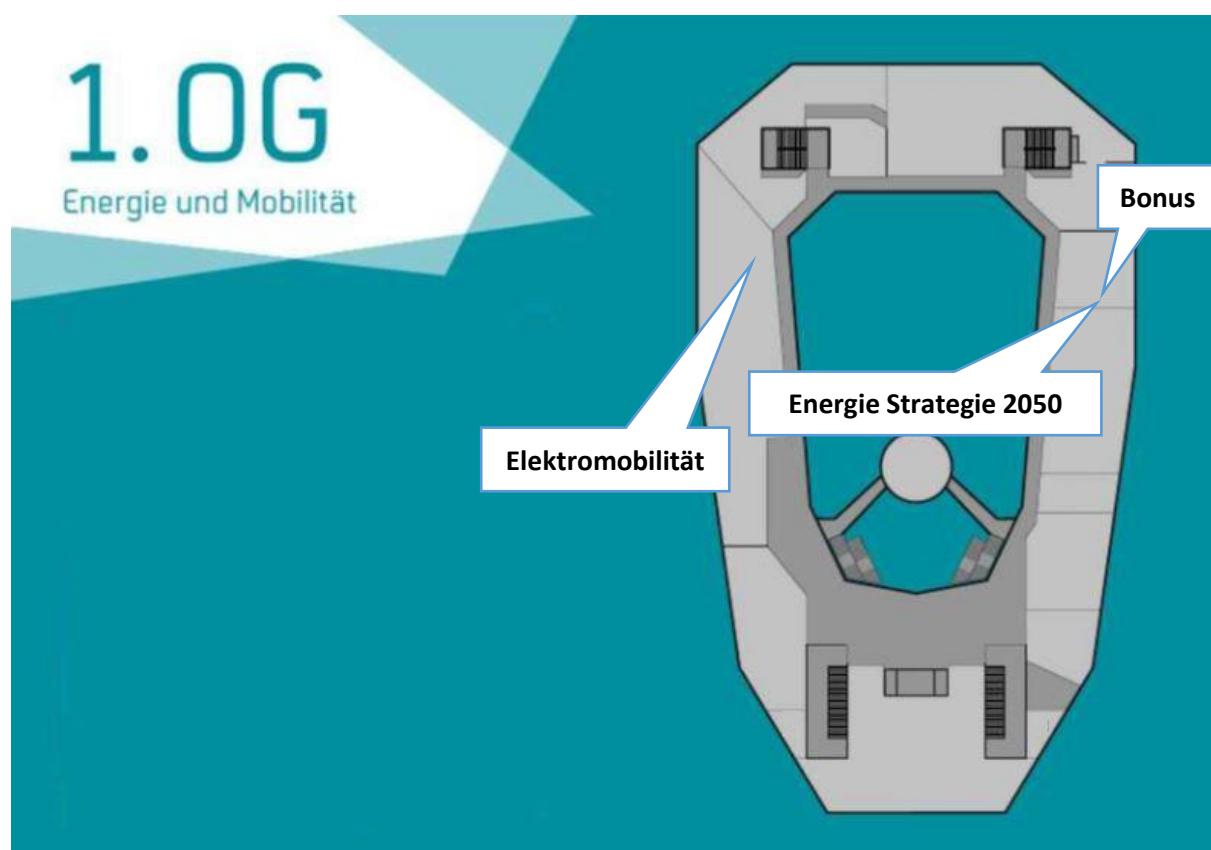 1. OG
Energie und Mobilität
Bonus
Energie Strategie 2050
Elektromobilität